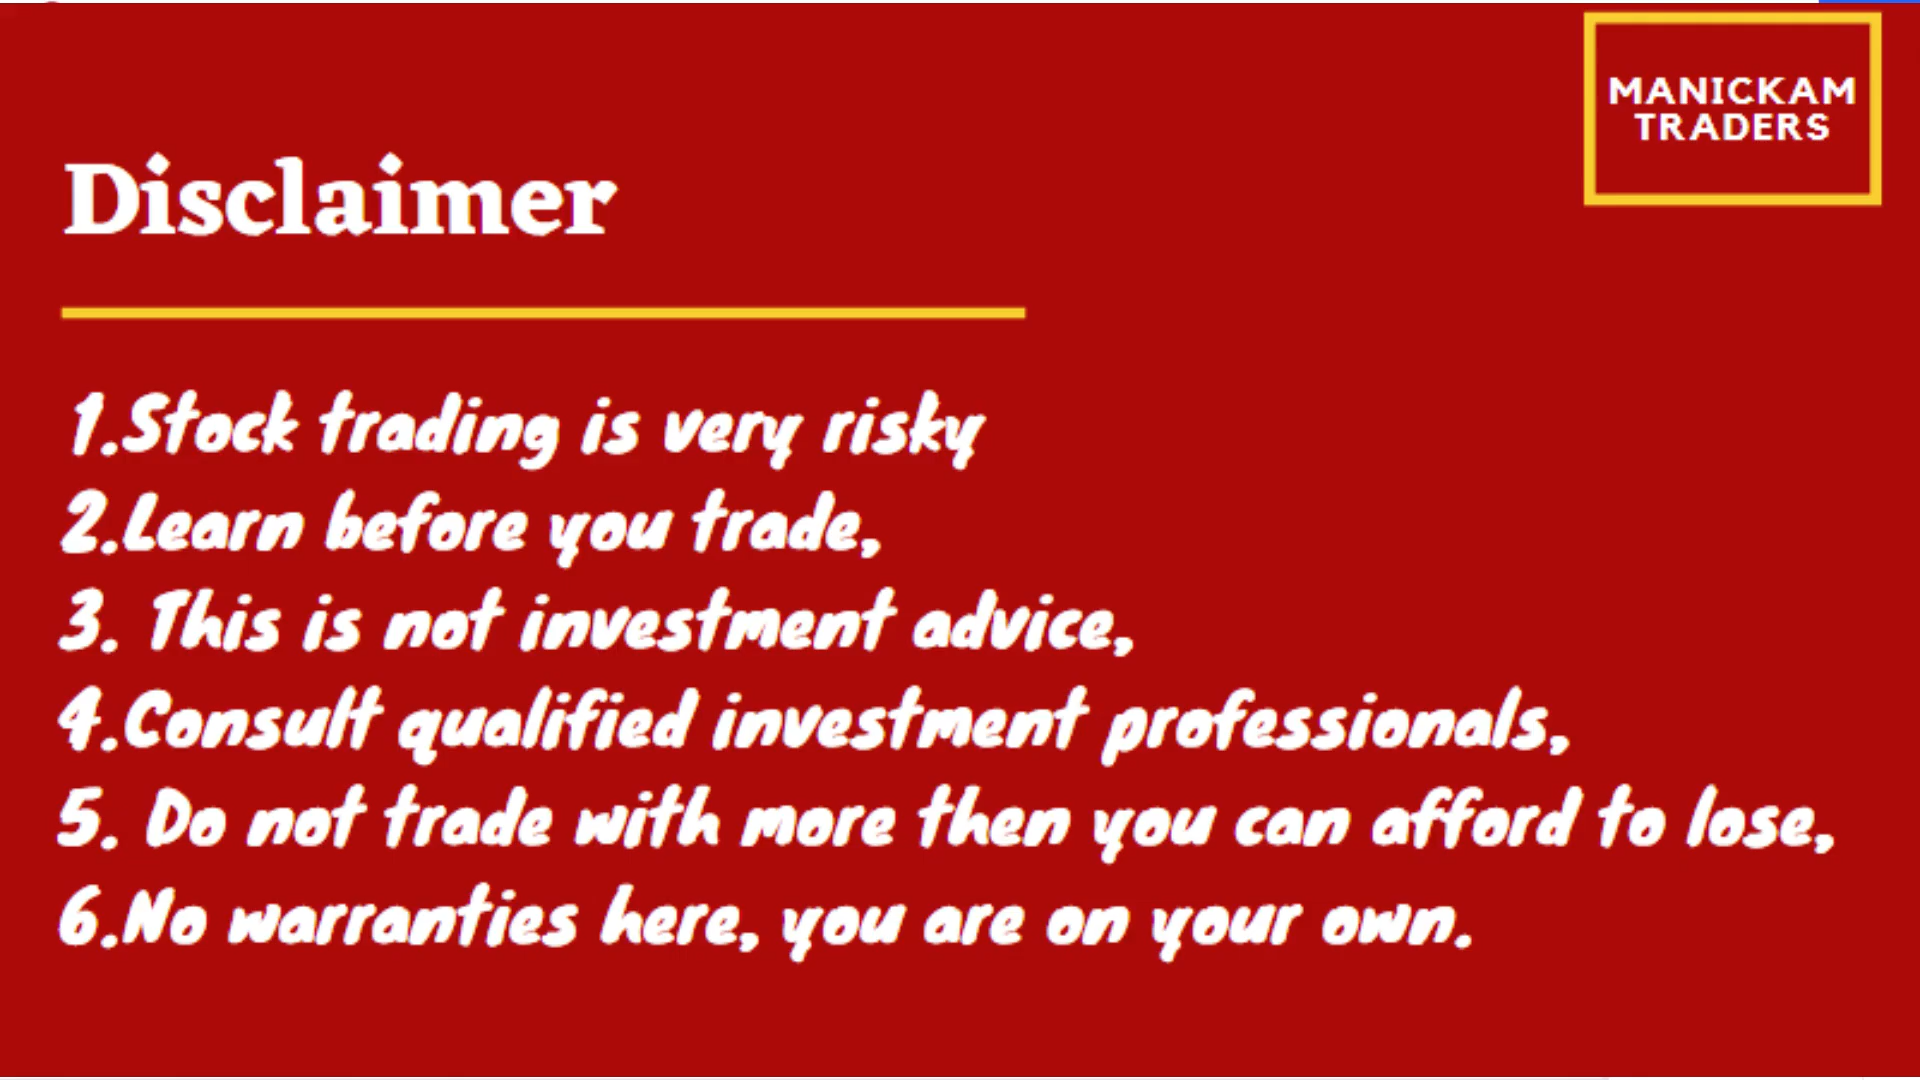 MANICKAM
TRADERS
Disclaimer
1.Stock trading is very risky
2.Learn before you trade,
3. This is not investment advice,
4.Consult qualified investment professionals,
5. Do not trade with more then you can afford to lose,
6.No warranties here, you are on your own.